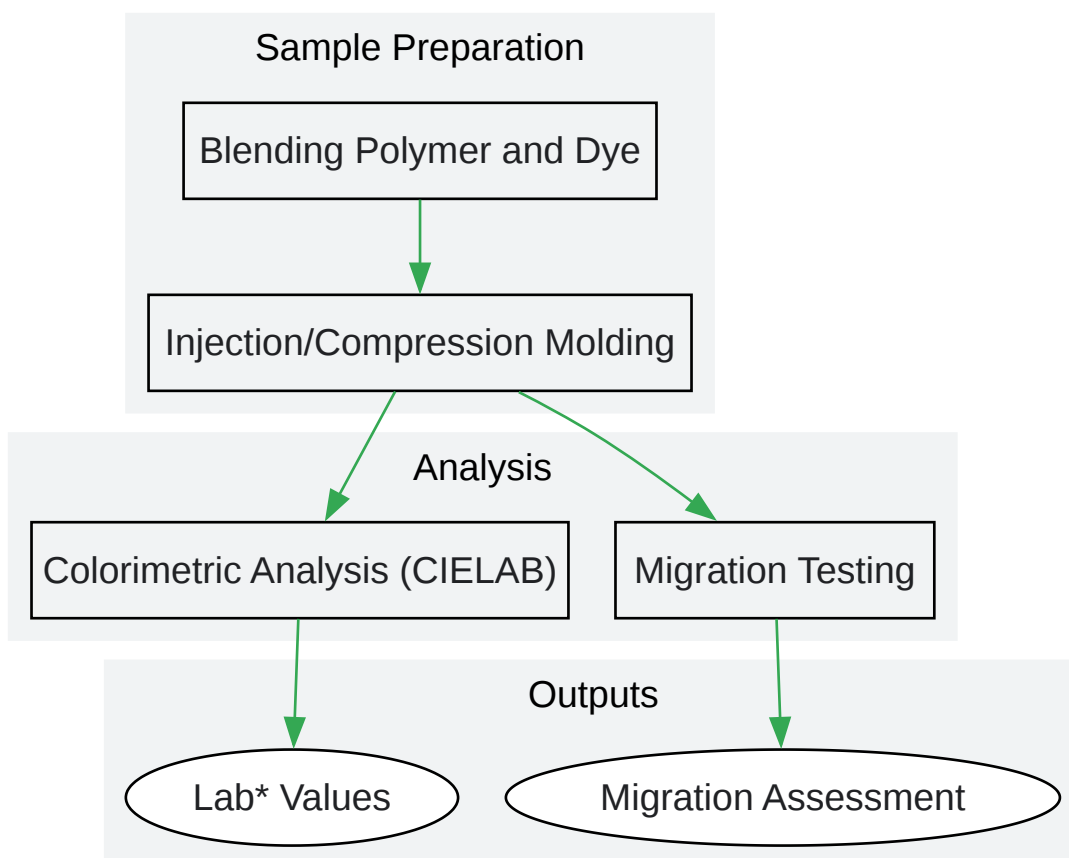 Sample Preparation
Blending Polymer and Dye
Injection/Compression Molding
Analysis
Colorimetric Analysis (CIELAB)
Migration Testing
Outputs
Lab* Values
Migration Assessment